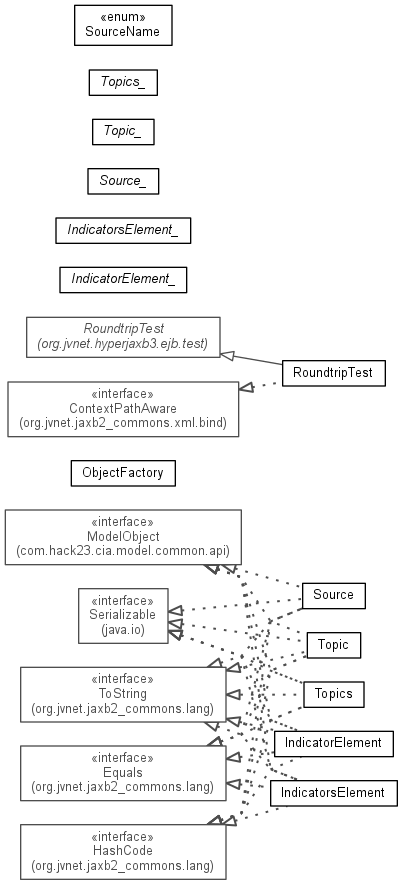 «enum»
SourceName
Topics_
Topic_
Source_
IndicatorsElement_
IndicatorElement_
RoundtripTest
(org.jvnet.hyperjaxb3.ejb.test)
RoundtripTest
«interface»
ContextPathAware
(org.jvnet.jaxb2_commons.xml.bind)
ObjectFactory
«interface»
ModelObject
(com.hack23.cia.model.common.api)
Source
«interface»
Serializable
(java.io)
Topic
«interface»
ToString
(org.jvnet.jaxb2_commons.lang)
Topics
IndicatorElement
«interface»
Equals
(org.jvnet.jaxb2_commons.lang)
IndicatorsElement
«interface»
HashCode
(org.jvnet.jaxb2_commons.lang)